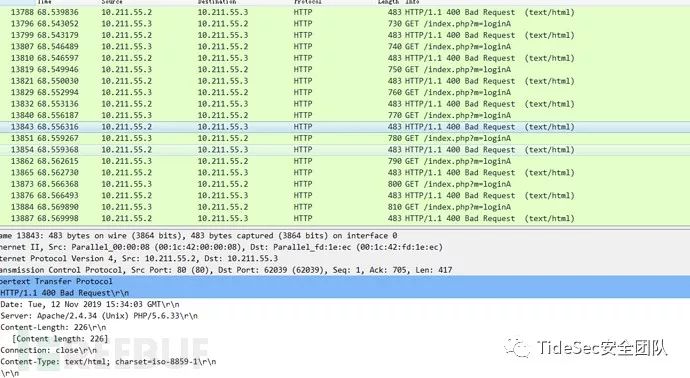 Time Source Destination Protocol Length Info
13788 68.539836 10.211.55.2 10.211.55.3 HTTP 483 HTTP/1.1 400 Bad Request (text/html)
13796 68.543052 10.211.55.3 10.211.55.2 HTTP 730 GET /index.php?m=loginA
13799 68.543179 10.211.55.2 10.211.55.3 HTTP 483 HTTP/1.1 400 Bad Request (text/html)
13807 68.546489 10.211.55.3 10.211.55.2 HTTP 740 GET /index.php?m=loginA
13810 68.546597 10.211.55.2 10.211.55.3 HTTP 483 HTTP/1.1 400 Bad Request (text/html)
13819 68.549946 10.211.55.3 10.211.55.2 HTTP 750 GET /index.php?m=loginA
13821 68.550030 10.211.55.2 10.211.55.3 HTTP 483 HTTP/1.1 400 Bad Request (text/html)
13829 68.552994 10.211.55.3 10.211.55.2 HTTP 760 GET /index.php?m=loginA
13832 68.553136 10.211.55.2 10.211.55.3 HTTP 483 HTTP/1.1 400 Bad Request (text/html)
13840 68.556187 10.211.55.3 10.211.55.2 HTTP 770 GET /index.php?m=loginA
13843 68.556316 10.211.55.2 10.211.55.3 HTTP 483 HTTP/1.1 400 Bad Request (text/html)
13851 68.559267 10.211.55.3 10.211.55.2 HTTP 780 GET /index.php?m=loginA
13854 68.559368 10.211.55.2 10.211.55.3 HTTP 483 HTTP/1.1 400 Bad Request (text/html)
13862 68.562615 10.211.55.3 10.211.55.2 HTTP 790 GET /index.php?m=loginA
13865 68.562730 10.211.55.2 10.211.55.3 HTTP 483 HTTP/1.1 400 Bad Request (text/html)
13873 68.566368 10.211.55.3 10.211.55.2 HTTP 800 GET /index.php?m=loginA
13876 68.566493 10.211.55.2 10.211.55.3 HTTP 483 HTTP/1.1 400 Bad Request (text/html)
13884 68.569890 10.211.55.3 10.211.55.2 HTTP 810 GET /index.php?m=loginA
13887 68.569998 10.211.55.2 10.211.55.3 HTTP 483 HTTP/1.1 400 Bad Request (text/html)
ame 13843: 483 bytes on wire (3864 bits), 483 bytes captured (3864 bits) on interface 0
hernet II, Src: Parallel_00:00:08 (00:1c:42:00:00:08), Dst: Parallel_fd:1e:ec (00:1c:42:fd:1e:ec)
ternet Protocol Version 4, Src: 10.211.55.2, Dst: 10.211.55.3
ansmission Control Protocol, Src Port: 80 (80), Dst Port: 62039 (62039), Seq: 1, Ack: 705, Len: 417
pertext Transfer Protocol
HTTP/1.1 400 Bad Request\r\n
Date: Tue, 12 Nov 2019 15:34:03 GMT\r\n
Server: Apache/2.4.34 (Unix) PHP/5.6.33\r\n
Content-Length: 226\r\n
[Content length: 226]
Connection: close\r\n
Content-Type: text/html; charset=iso-8859-1\r\n
\r\n
TideSec安全团队